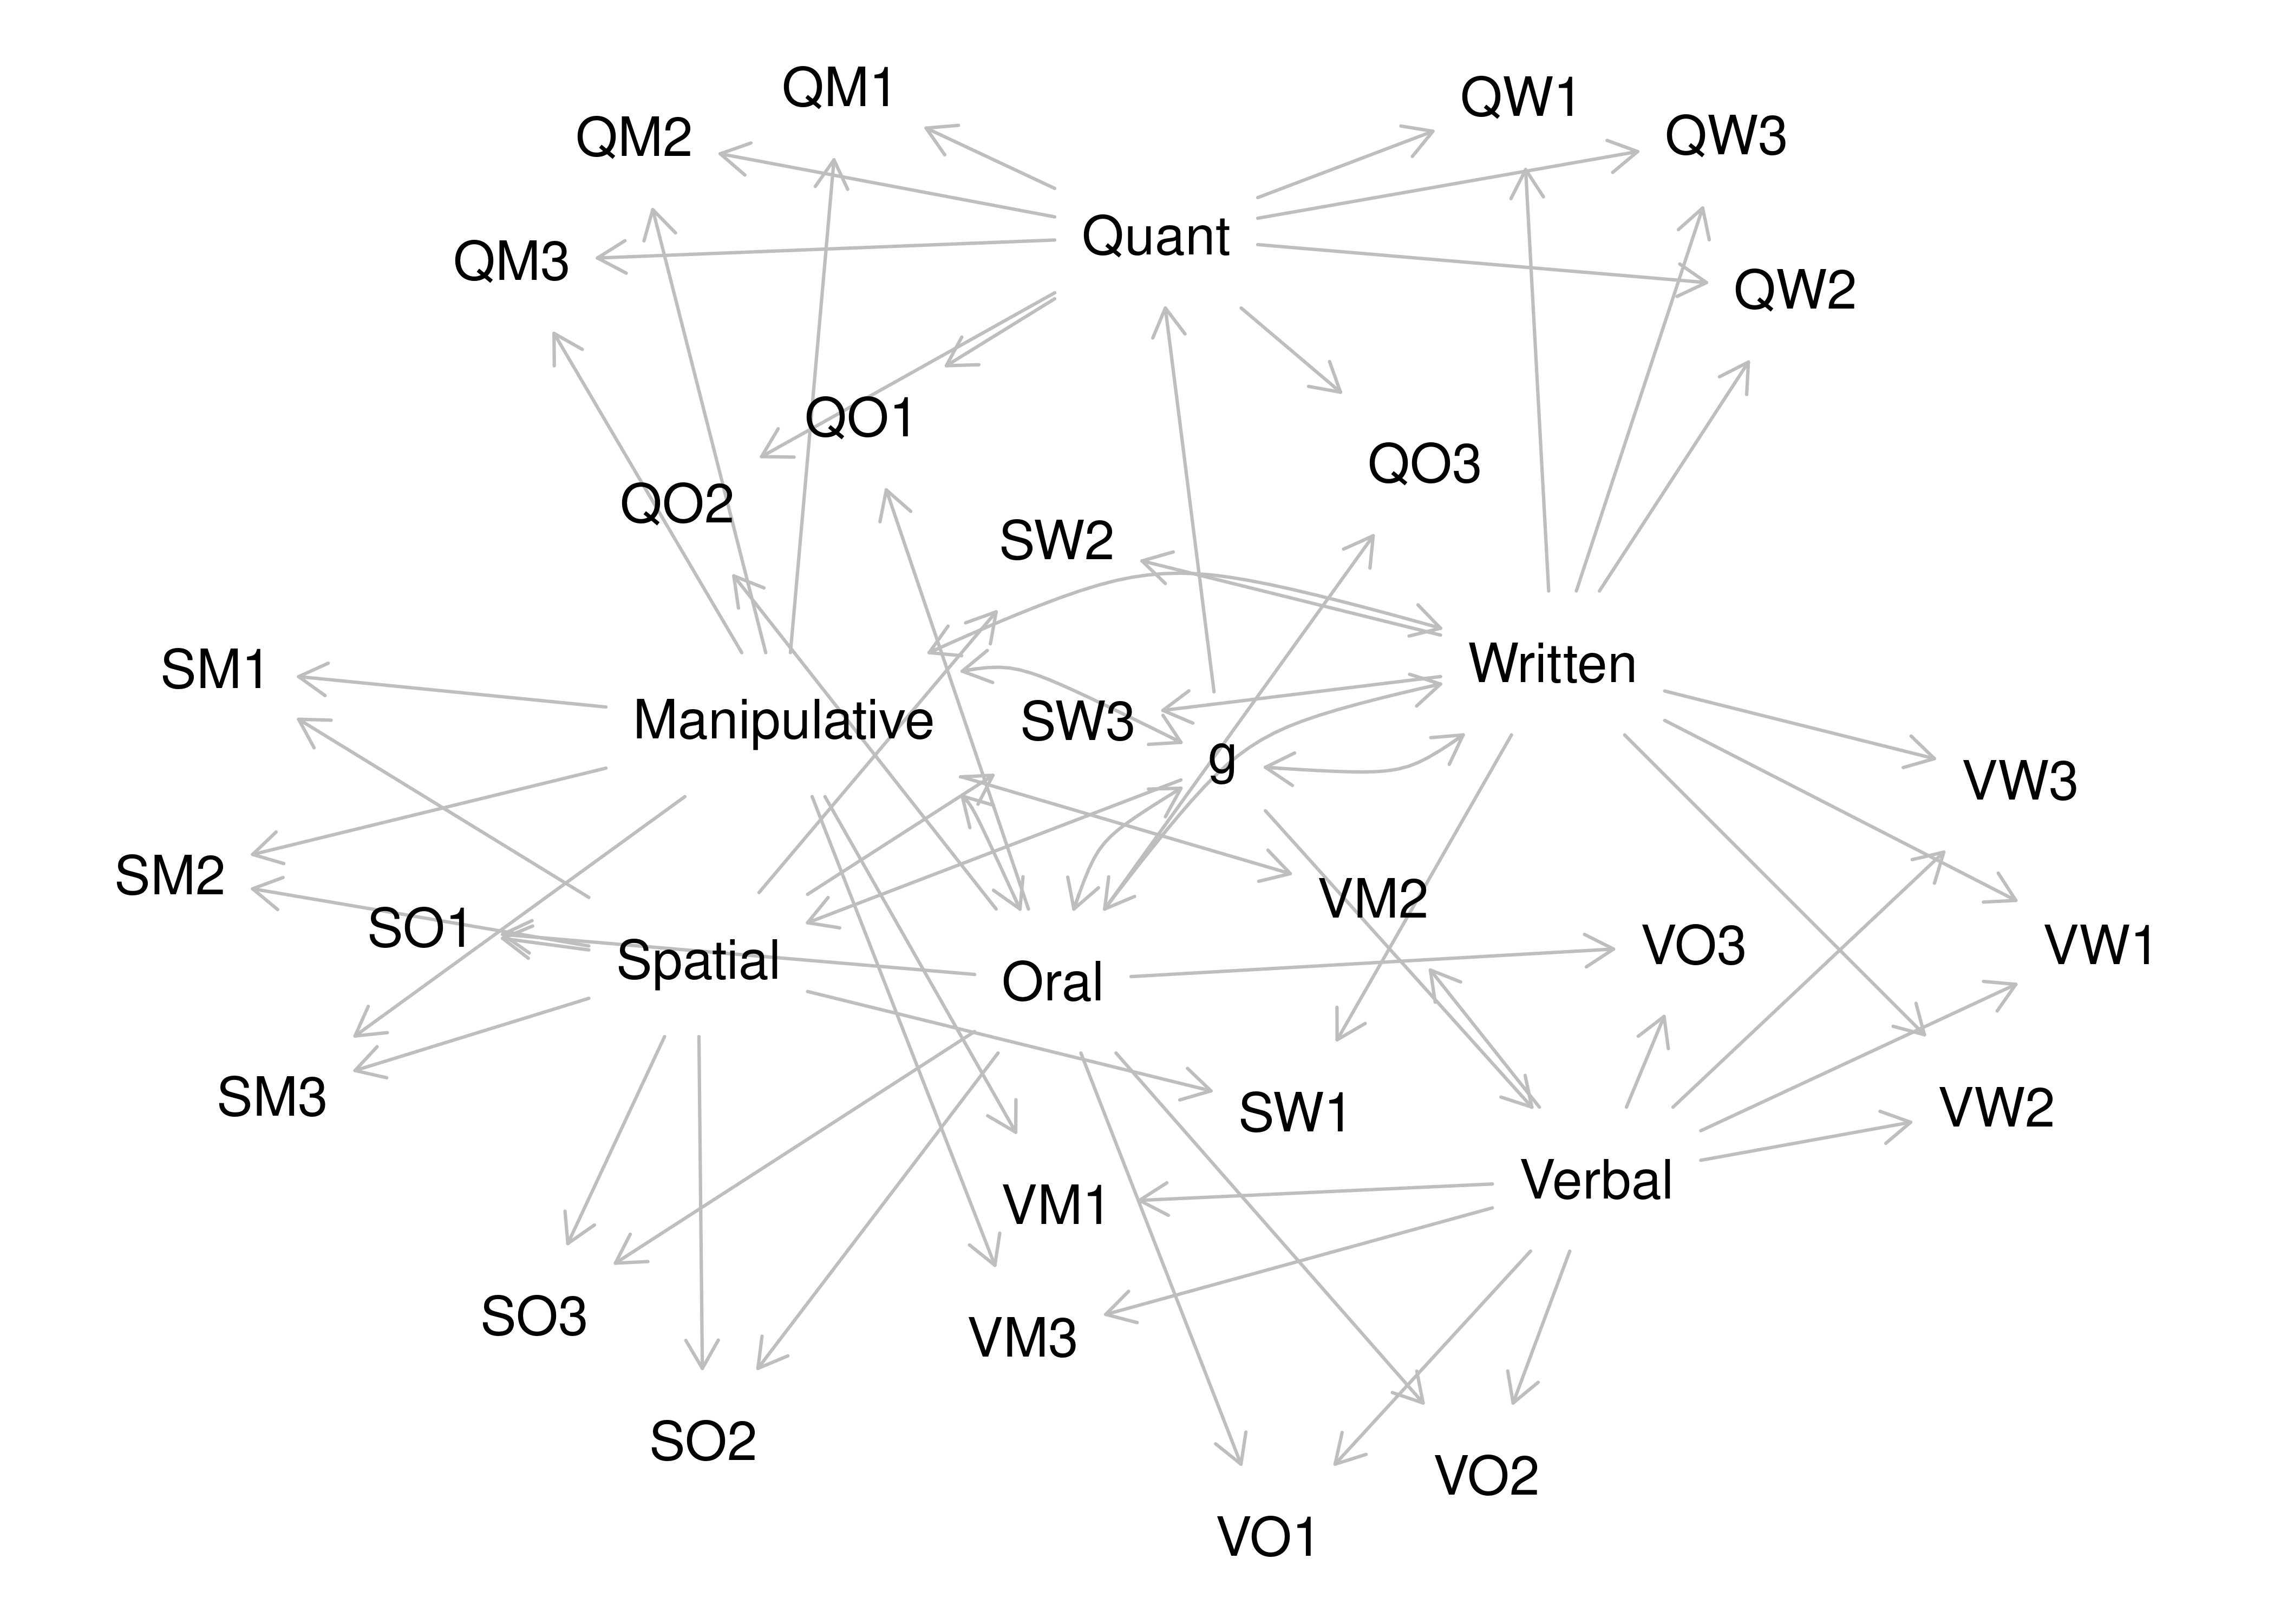 QM1
QW1
QM2
QW3
Quant
QM3
QW2
QO1
QO3
QO2
SW2
SM1
Written
Manipulative
SW3
g
VW3
SM2
VM2
SO1
VO3
VW1
Spatial
Oral
SM3
SW1
VW2
Verbal
VM1
SO3
VM3
SO2
VO2
VO1